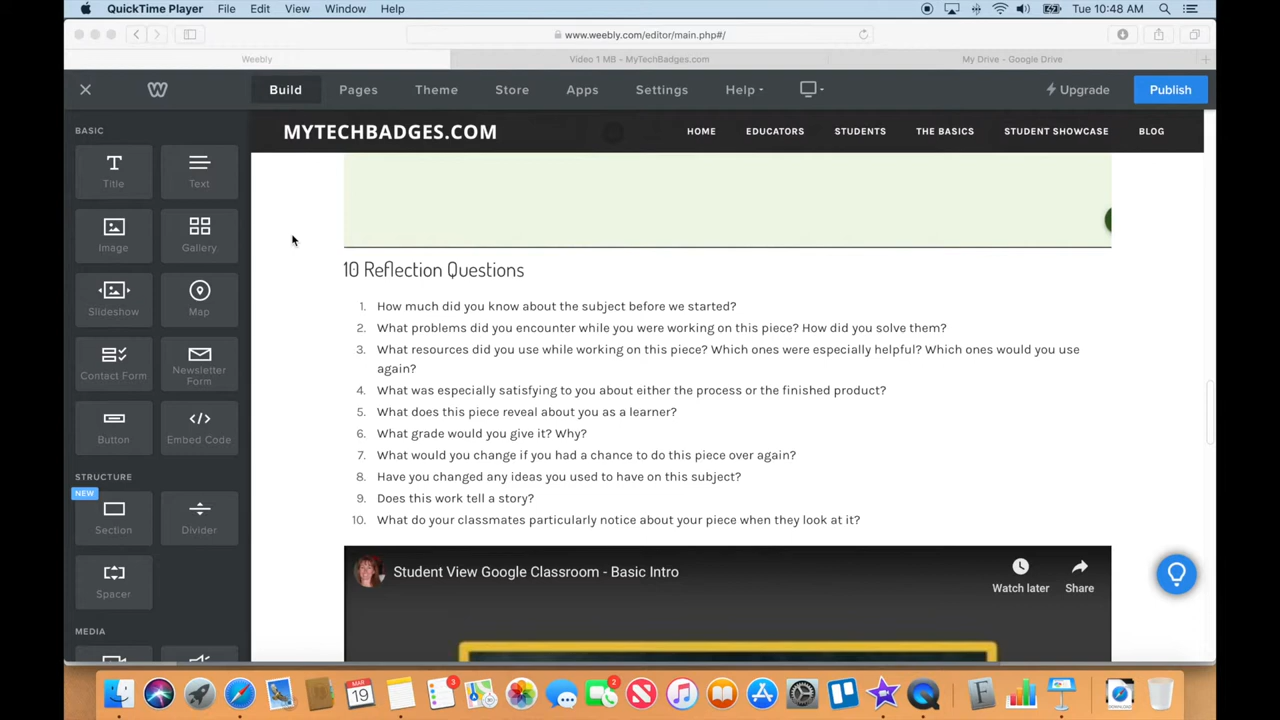 QuickTime Player File Edit View Window Help Tue 10:48 AM
www.weebly.com/editor/main.php#/
Weebly Video 1 MB - MyTechBadges.com My Drive - Google Drive
Build Pages Theme Store Apps Settings Help Upgrade Publish
BASIC
MYTECHBADGES.COM HOME EDUCATORS STUDENTS THE BASICS STUDENT SHOWCASE BLOG
Title Text
Image Gallery
Slideshow Map
Contact Form Newsletter Form
Button Embed Code
STRUCTURE
NEW
Section Divider
Spacer
MEDIA
10 Reflection Questions
1. How much did you know about the subject before we started?
2. What problems did you encounter while you were working on this piece? How did you solve them?
3. What resources did you use while working on this piece? Which ones were especially helpful? Which ones would you use
again?
4. What was especially satisfying to you about either the process or the finished product?
5. What does this piece reveal about you as a learner?
6. What grade would you give it? Why?
7. What would you change if you had a chance to do this piece over again?
8. Have you changed any ideas you used to have on this subject?
9. Does this work tell a story?
10. What do your classmates particularly notice about your piece when they look at it?
Student View Google Classroom - Basic Intro
Watch later Share
MAR
19
3
2
DOWNLOAD